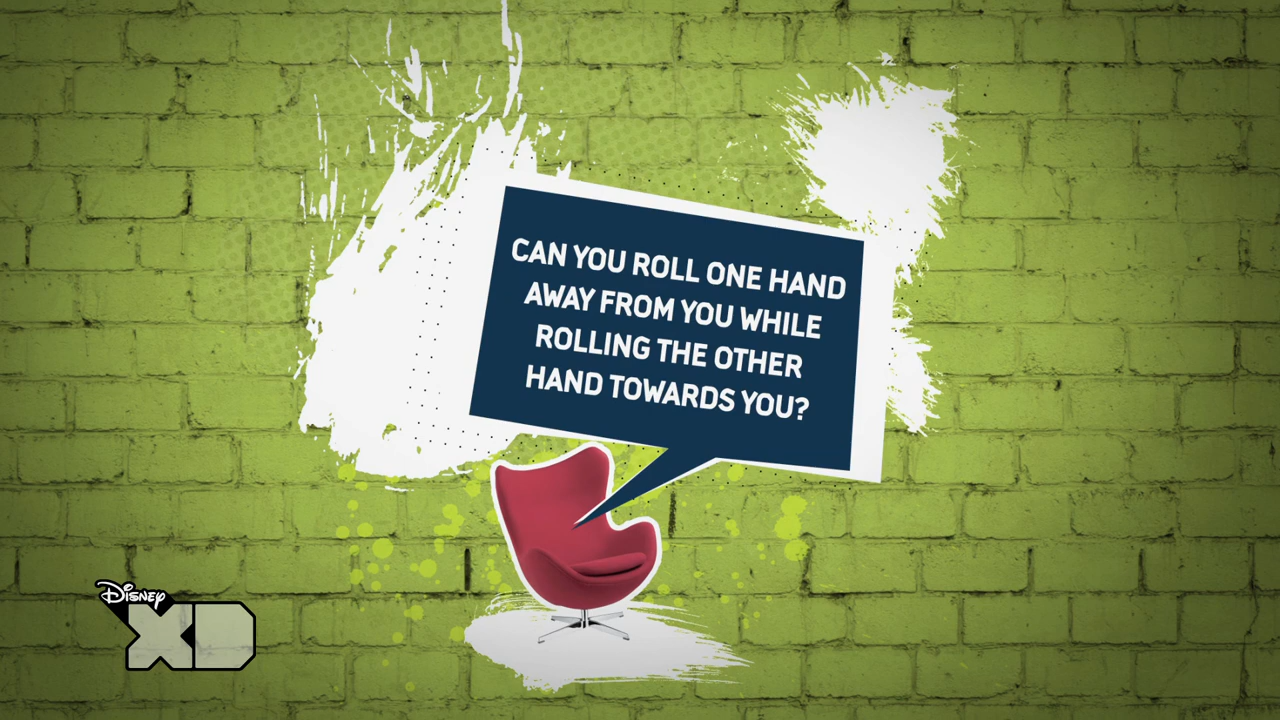 CAN YOU ROLL ONE HAND
AWAY FROM YOU WHILE
ROLLING THE OTHER
HAND TOWARDS YOU?
DISNEY
XD